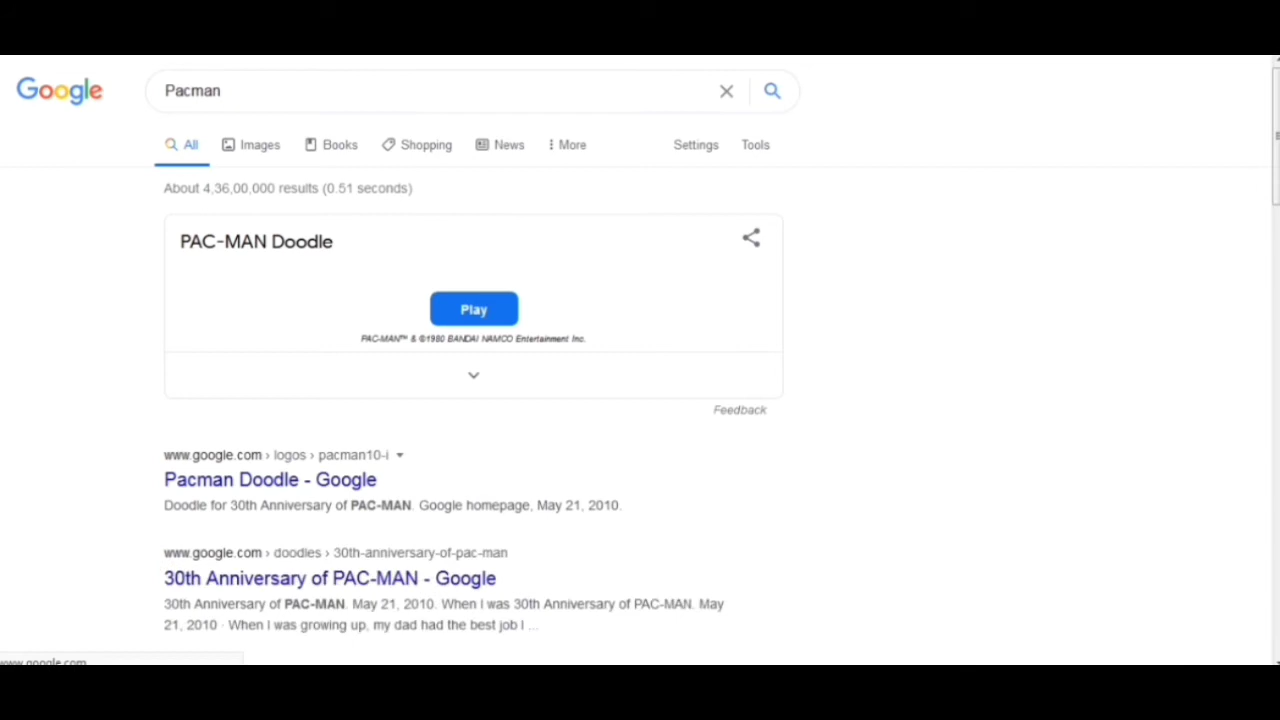 Google
Pacman
All Images Books Shopping News More Settings Tools
About 4,36,00,000 results (0.51 seconds)
PAC-MAN Doodle
Play
PAC-MAN™ & ©1980 BANDAI NAMCO Entertainment Inc.
Feedback
www.google.com › logos › pacman10-i
Pacman Doodle - Google
Doodle for 30th Anniversary of PAC-MAN. Google homepage, May 21, 2010.
www.google.com › doodles › 30th-anniversary-of-pac-man
30th Anniversary of PAC-MAN - Google
30th Anniversary of PAC-MAN. May 21, 2010. When I was 30th Anniversary of PAC-MAN. May
21, 2010 · When I was growing up, my dad had the best job I ...
www.google.com